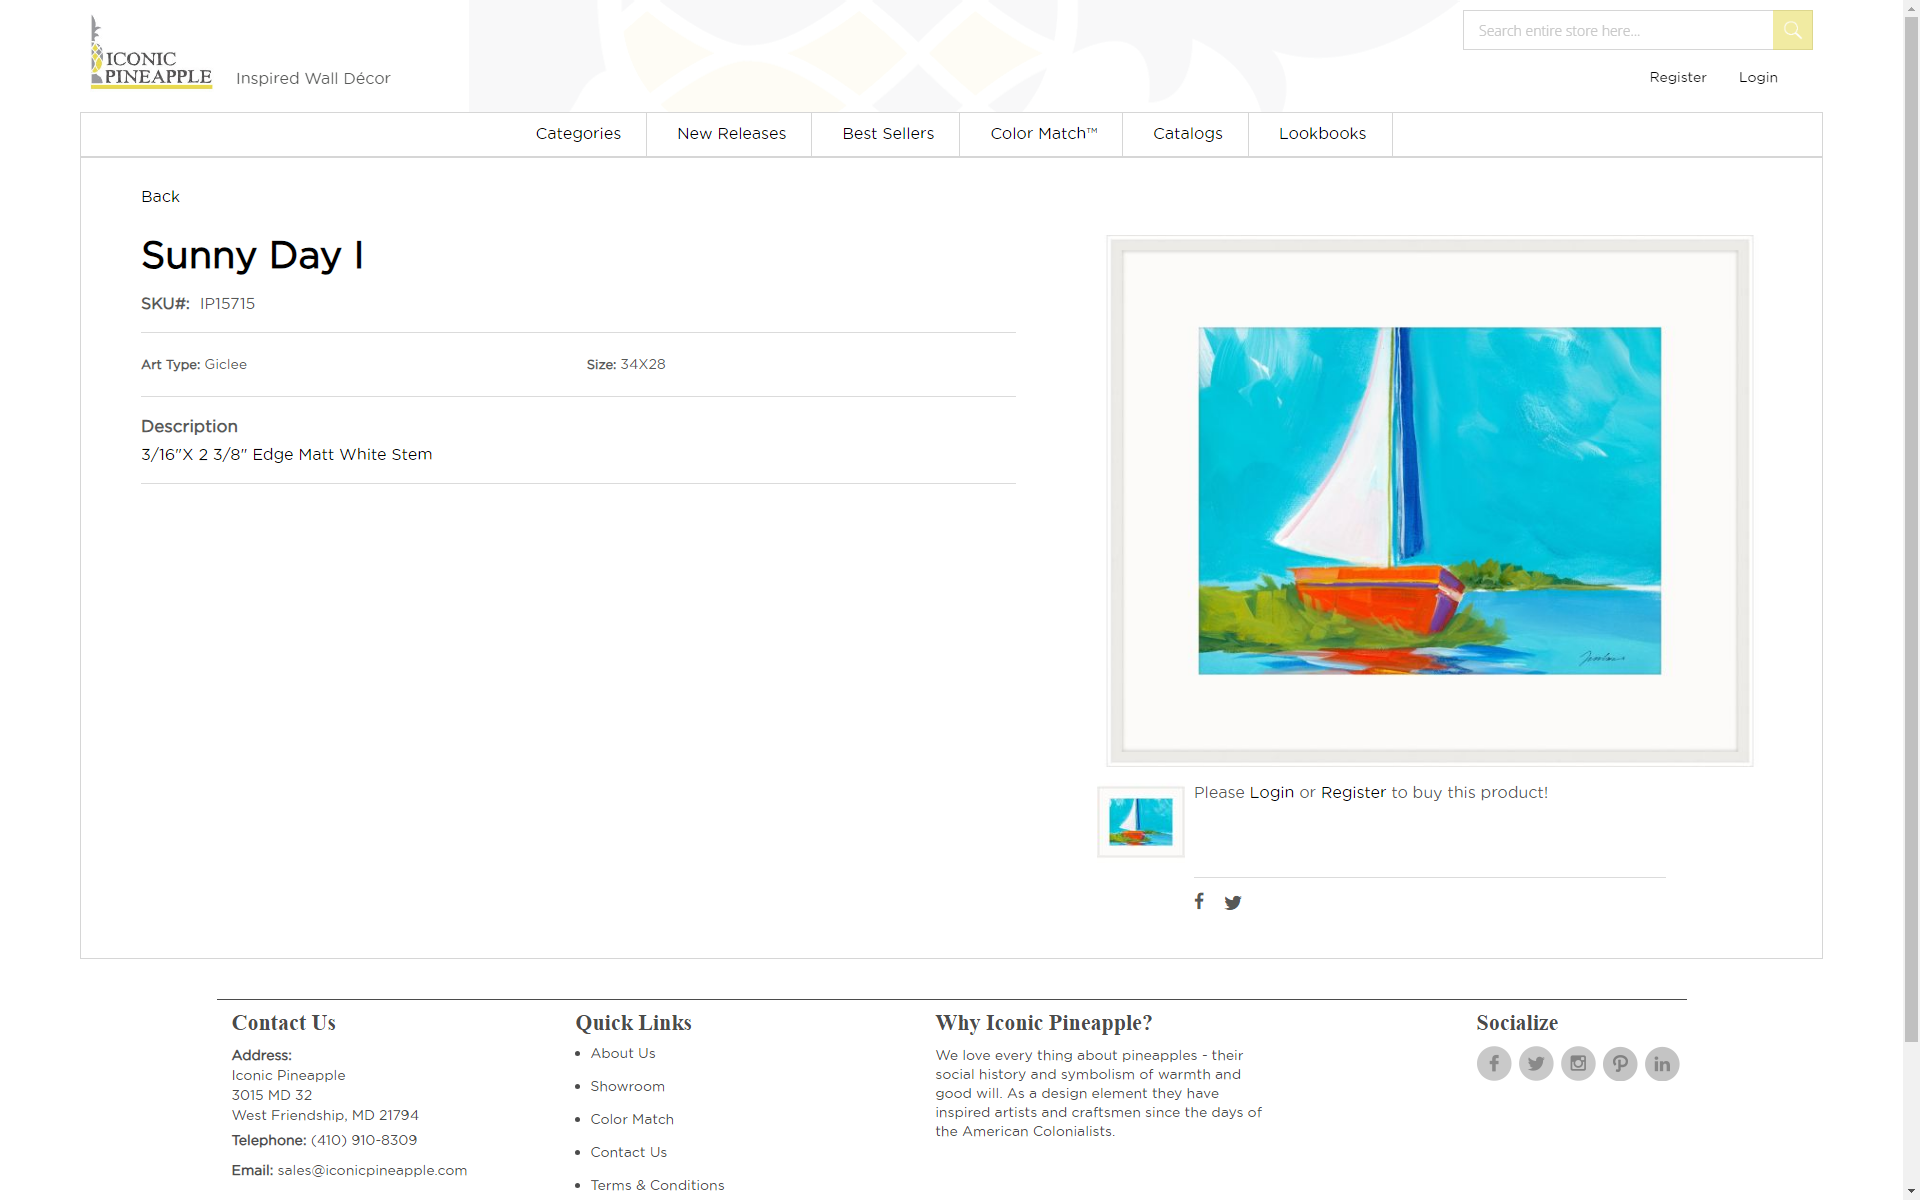 ICONIC
PINEAPPLE
Inspired Wall Décor
Search entire store here...
Register
Login
Categories
New Releases
Best Sellers
Color Match™
Catalogs
Lookbooks
Back
Sunny Day I
SKU#: IP15715
Art Type: Giclee
Size: 34X28
Description
3/16"X 2 3/8" Edge Matt White Stem
Please Login or Register to buy this product!
Contact Us
Address:
Iconic Pineapple
3015 MD 32
West Friendship, MD 21794
Telephone: (410) 910-8309
Email: sales@iconicpineapple.com
Quick Links
About Us
Showroom
Color Match
Contact Us
Terms & Conditions
Why Iconic Pineapple?
We love every thing about pineapples - their
social history and symbolism of warmth and
good will. As a design element they have
inspired artists and craftsmen since the days of
the American Colonialists.
Socialize